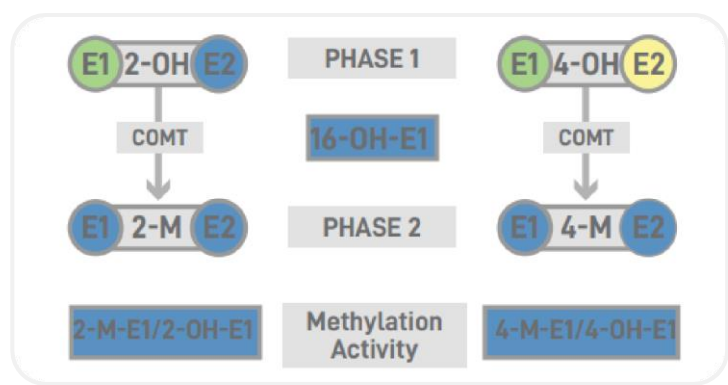 E1 2-OH E2
PHASE 1
E1 4-OH E2
COMT
16-OH-E1
COMT
E1 2-M E2
PHASE 2
E1 4-M E2
2-M-E1/2-OH-E1
Methylation
Activity
4-M-E1/4-OH-E1